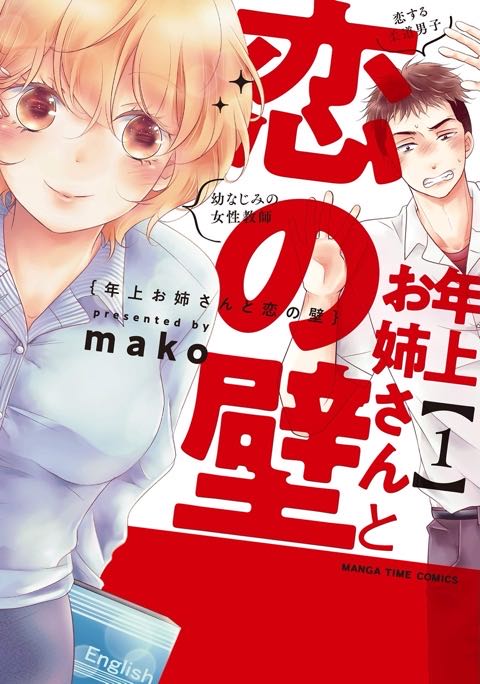 恋する
柔道男子
年上
お姉さんと
恋の壁
【1】
幼なじみの
女性教師
{年上お姉さんと恋の壁}
presented by
mako
MANGA TIME COMICS
English